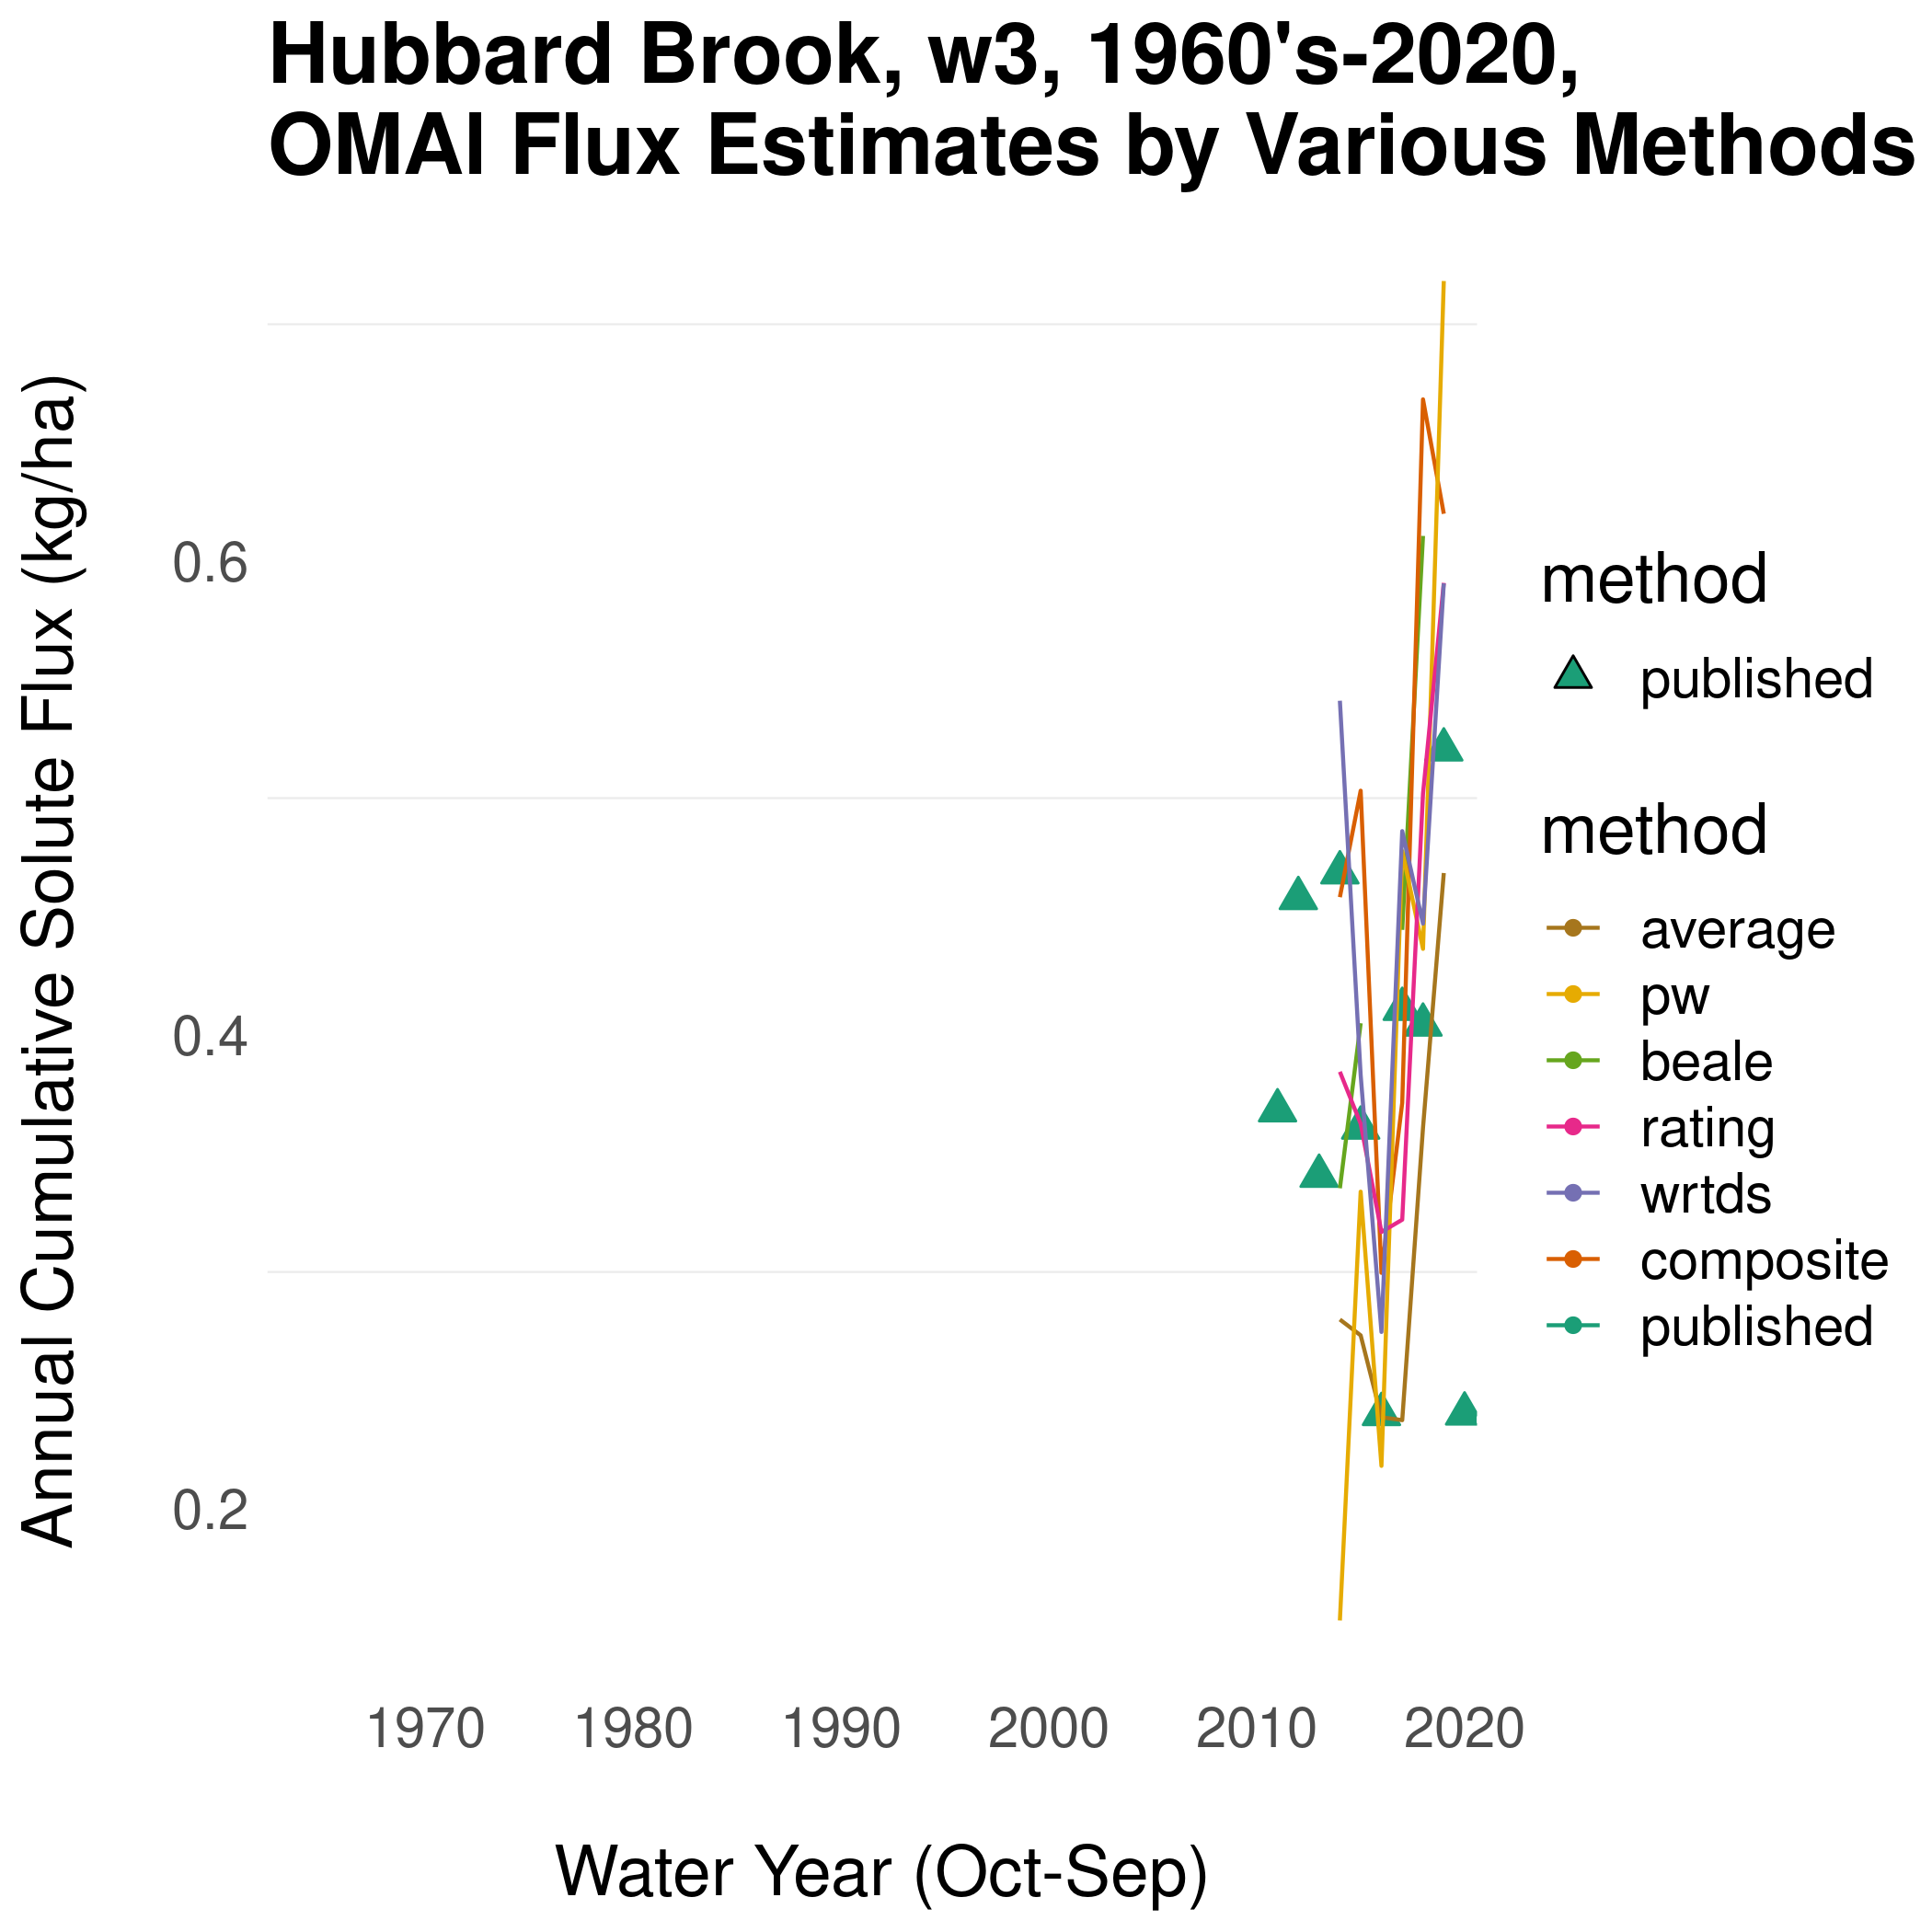 Hubbard Brook, w3, 1960's-2020,
OMAl Flux Estimates by Various Methods
Annual Cumulative Solute Flux (kg/ha)
0.6
0.4
0.2
1970 1980 1990 2000 2010 2020
Water Year (Oct-Sep)
method
published
method
average
pw
beale
rating
wrtds
composite
published